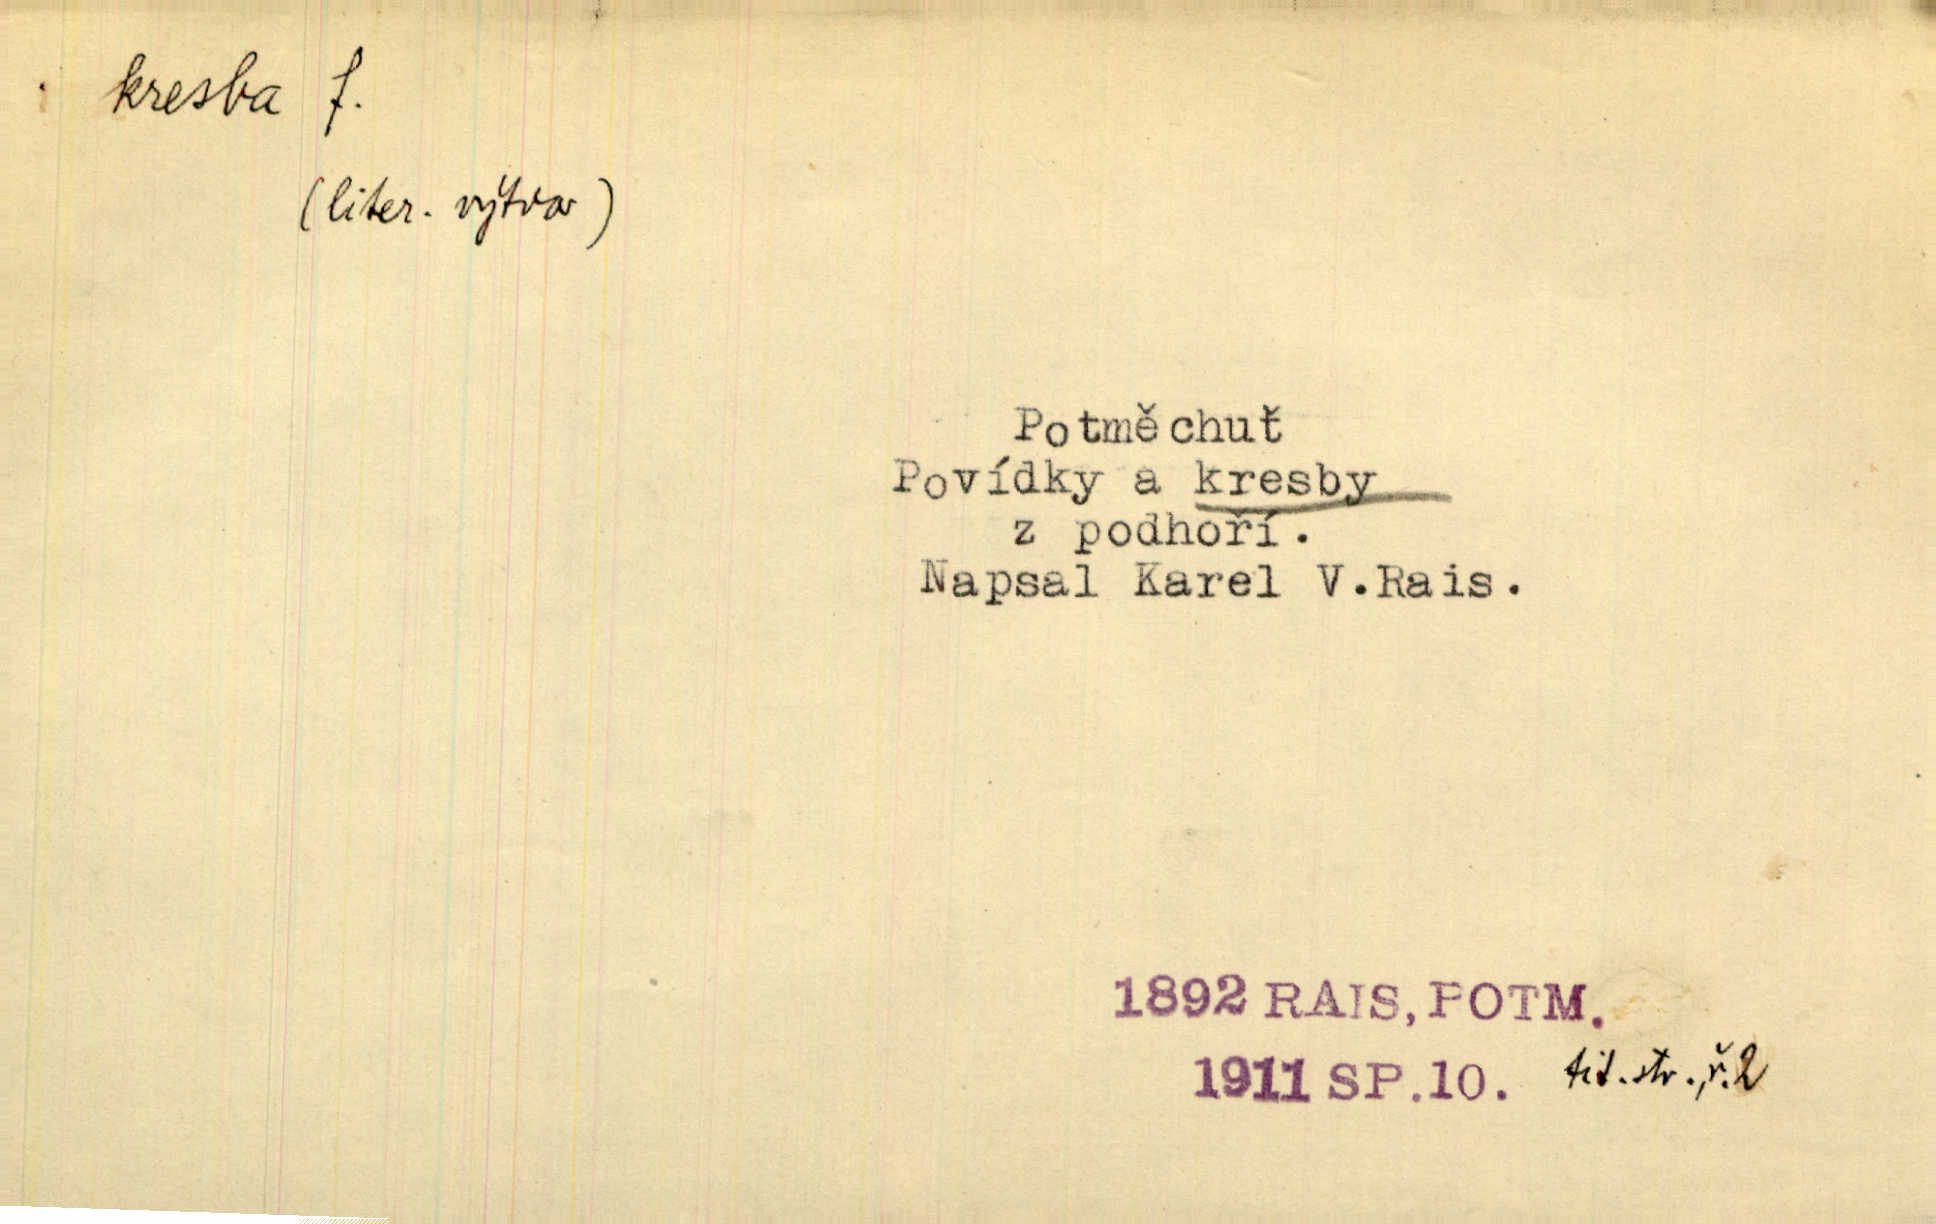 kresba f.
(liter. výtvor)
Potměchuť
Povídky a kresby
z podhoří.
Napsal Karel V.Rais.
1892 RAIS, POTM.
1911 SP.10. tit.str.,ř.2